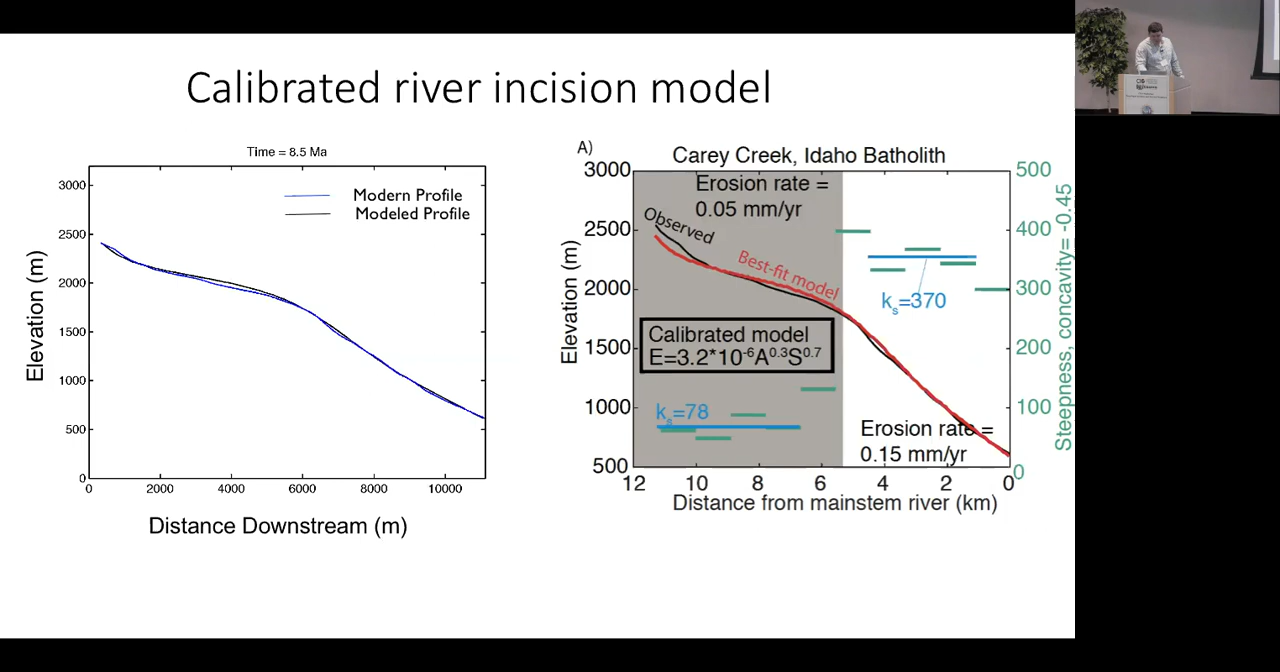 Calibrated river incision model
Time = 8.5 Ma
Modern Profile
Modeled Profile
3000
2500
2000
1500
1000
500
0
Elevation (m)
0 2000 4000 6000 8000 10000
Distance Downstream (m)
A)
Carey Creek, Idaho Batholith
3000
2500
2000
1500
1000
500
Elevation (m)
Erosion rate =
0.05 mm/yr
Observed
Best-fit model
Calibrated model
E=3.2*10-6A0.3S0.7
ks=78
ks=370
Erosion rate =
0.15 mm/yr
12 10 8 6 4 2 0
Distance from mainstem river (km)
500
400
300
200
100
0
Steepness, concavity= -0.45